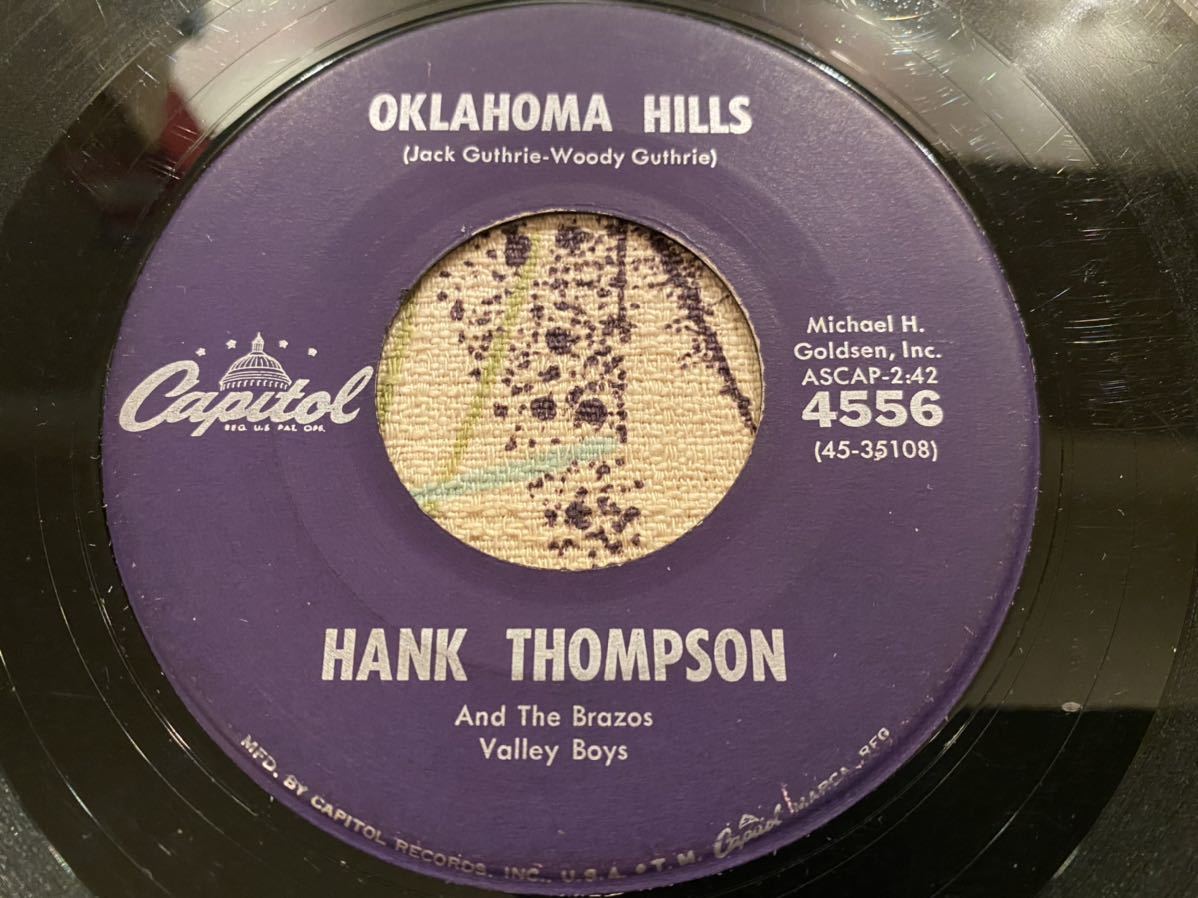 OKLAHOMA HILLS
(Jack Guthrie-Woody Guthrie)
Capitol
REG. U.S. PAT. OFF.
Michael H.
Goldsen, Inc.
ASCAP-2:42
4556
(45-35108)
HANK THOMPSON
And The Brazos
Valley Boys
MFD. BY CAPITOL RECORDS, INC., U.S.A. • T.M. Capitol MARCA REG.